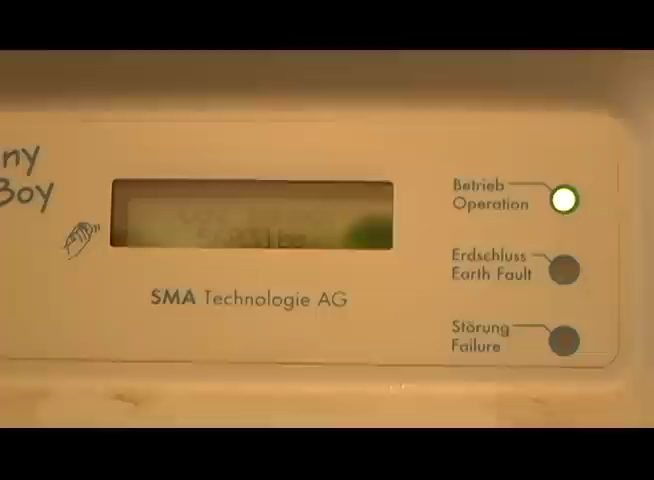 ny
Boy
SMA Technologie AG
Betrieb
Operation
Erdschluss
Earth Fault
Störung
Failure